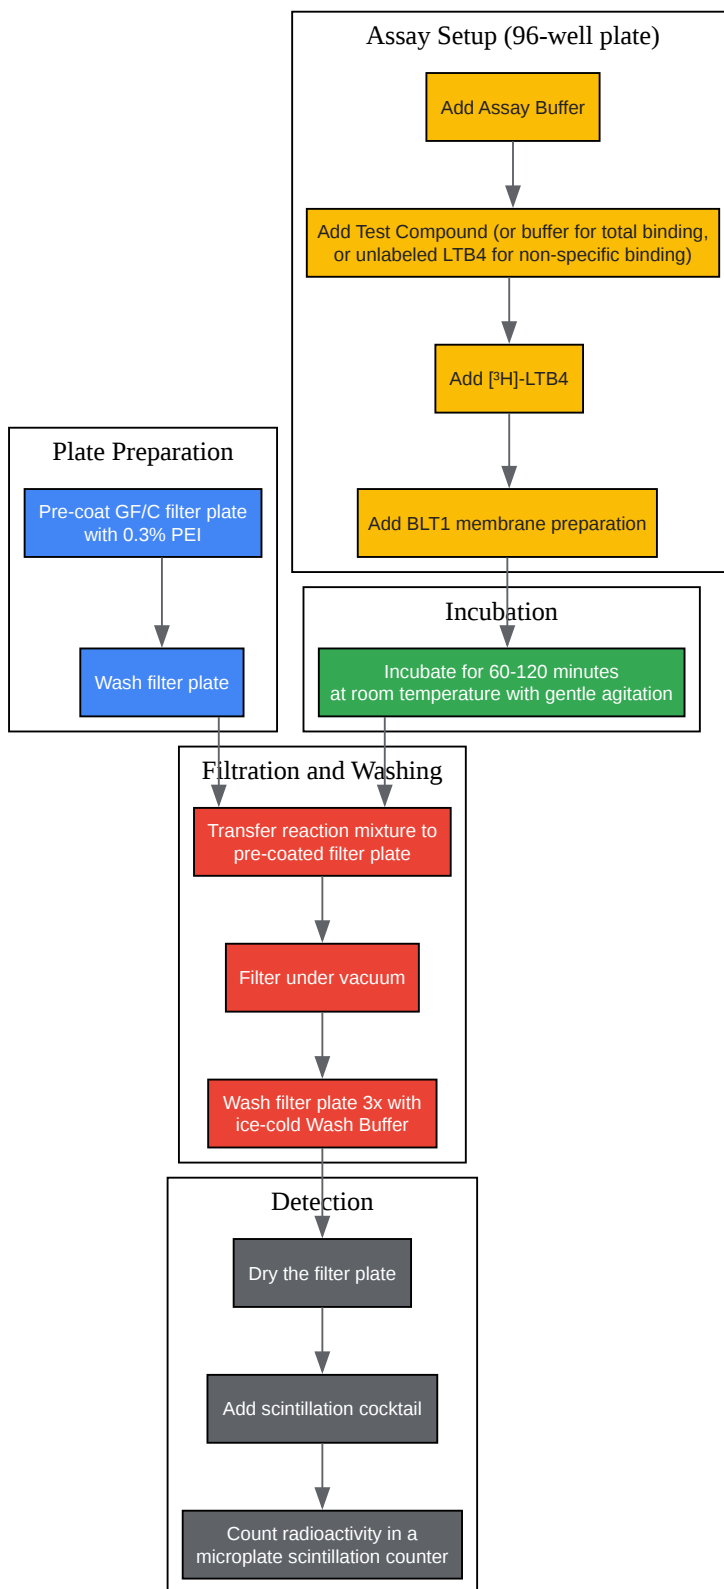 Assay Setup (96-well plate)
Add Assay Buffer
Add Test Compound (or buffer for total binding,
or unlabeled LTB4 for non-specific binding)
Add [³H]-LTB4
Add BLT1 membrane preparation
Plate Preparation
Pre-coat GF/C filter plate
with 0.3% PEI
Wash filter plate
Incubation
Incubate for 60-120 minutes
at room temperature with gentle agitation
Filtration and Washing
Transfer reaction mixture to
pre-coated filter plate
Filter under vacuum
Wash filter plate 3x with
ice-cold Wash Buffer
Detection
Dry the filter plate
Add scintillation cocktail
Count radioactivity in a
microplate scintillation counter